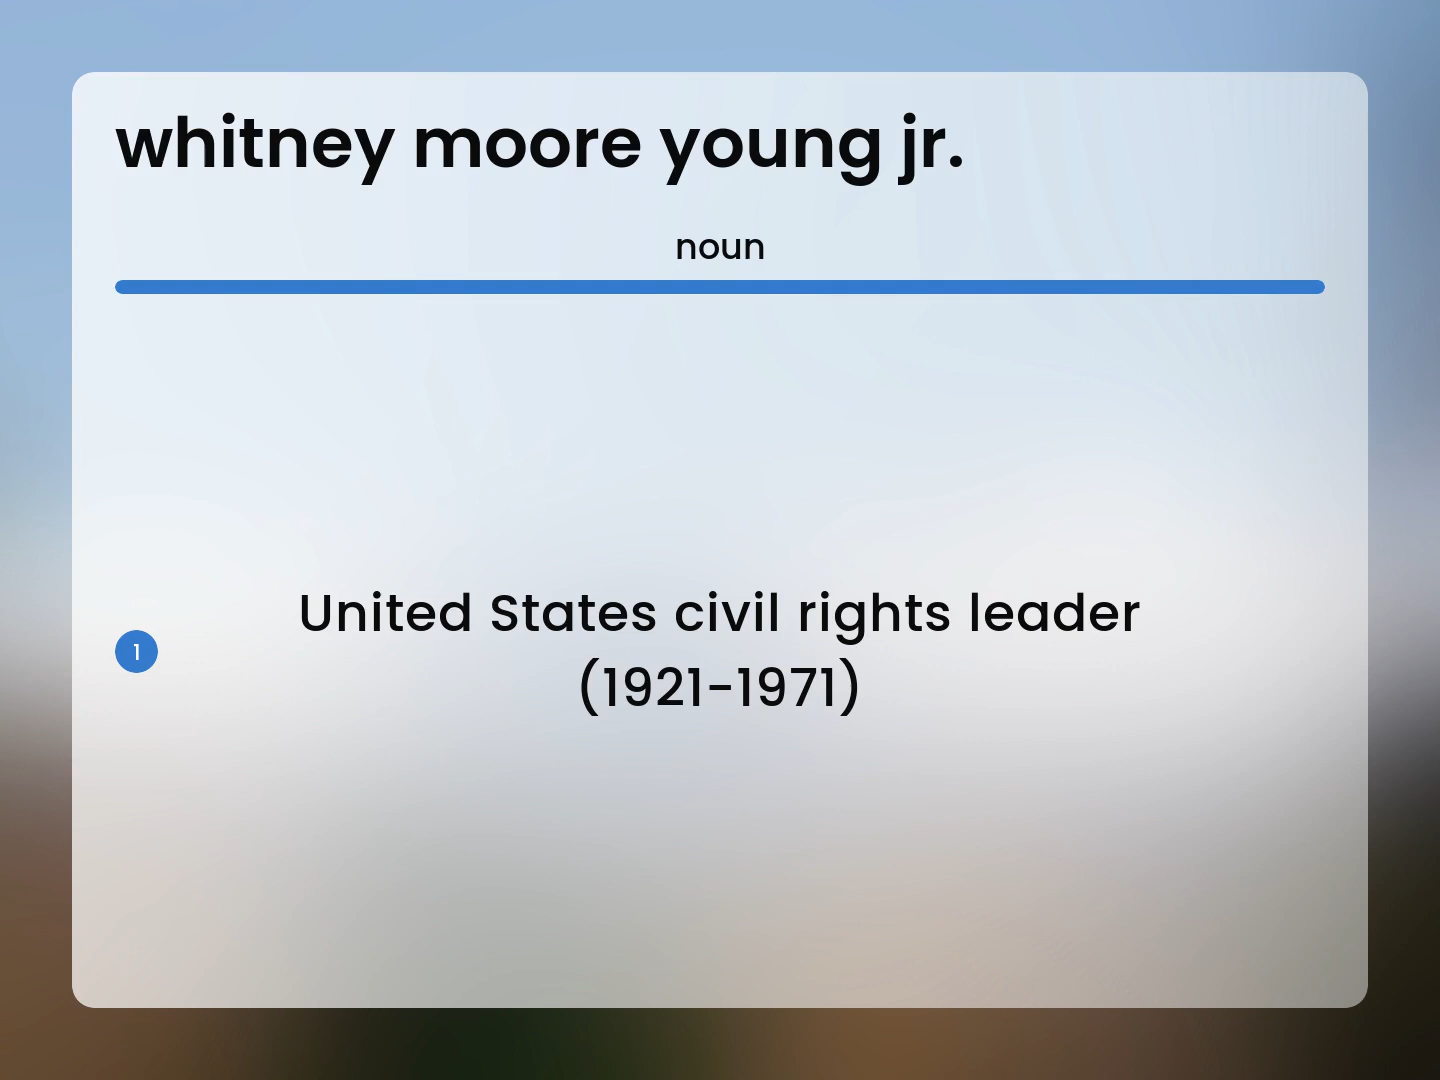 whitney moore young jr.
noun
1
United States civil rights leader
(1921-1971)